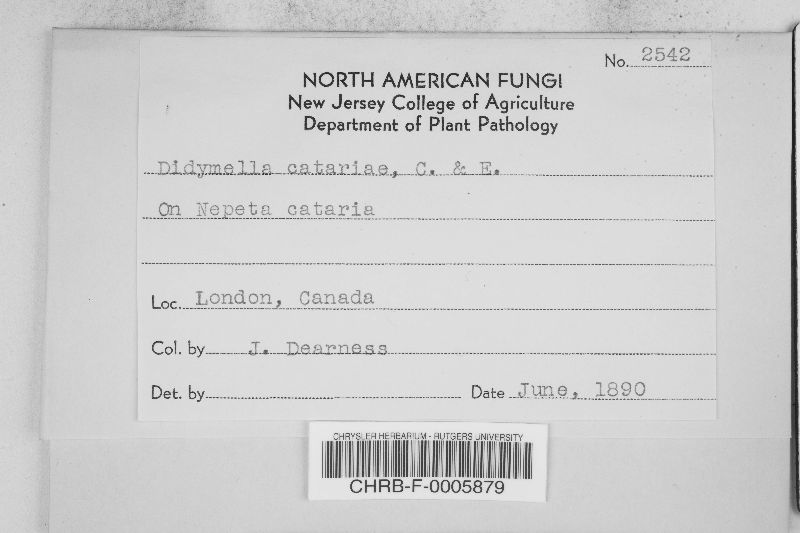 No. 2542
NORTH AMERICAN FUNGI
New Jersey College of Agriculture
Department of Plant Pathology
Didymella catariae, C. & E.
On Nepeta cataria
Loc. London, Canada
Col. by J. Dearness
Det. by Date June, 1890
CHRYSLER HERBARIUM - RUTGERS UNIVERSITY
CHRB-F-0005879